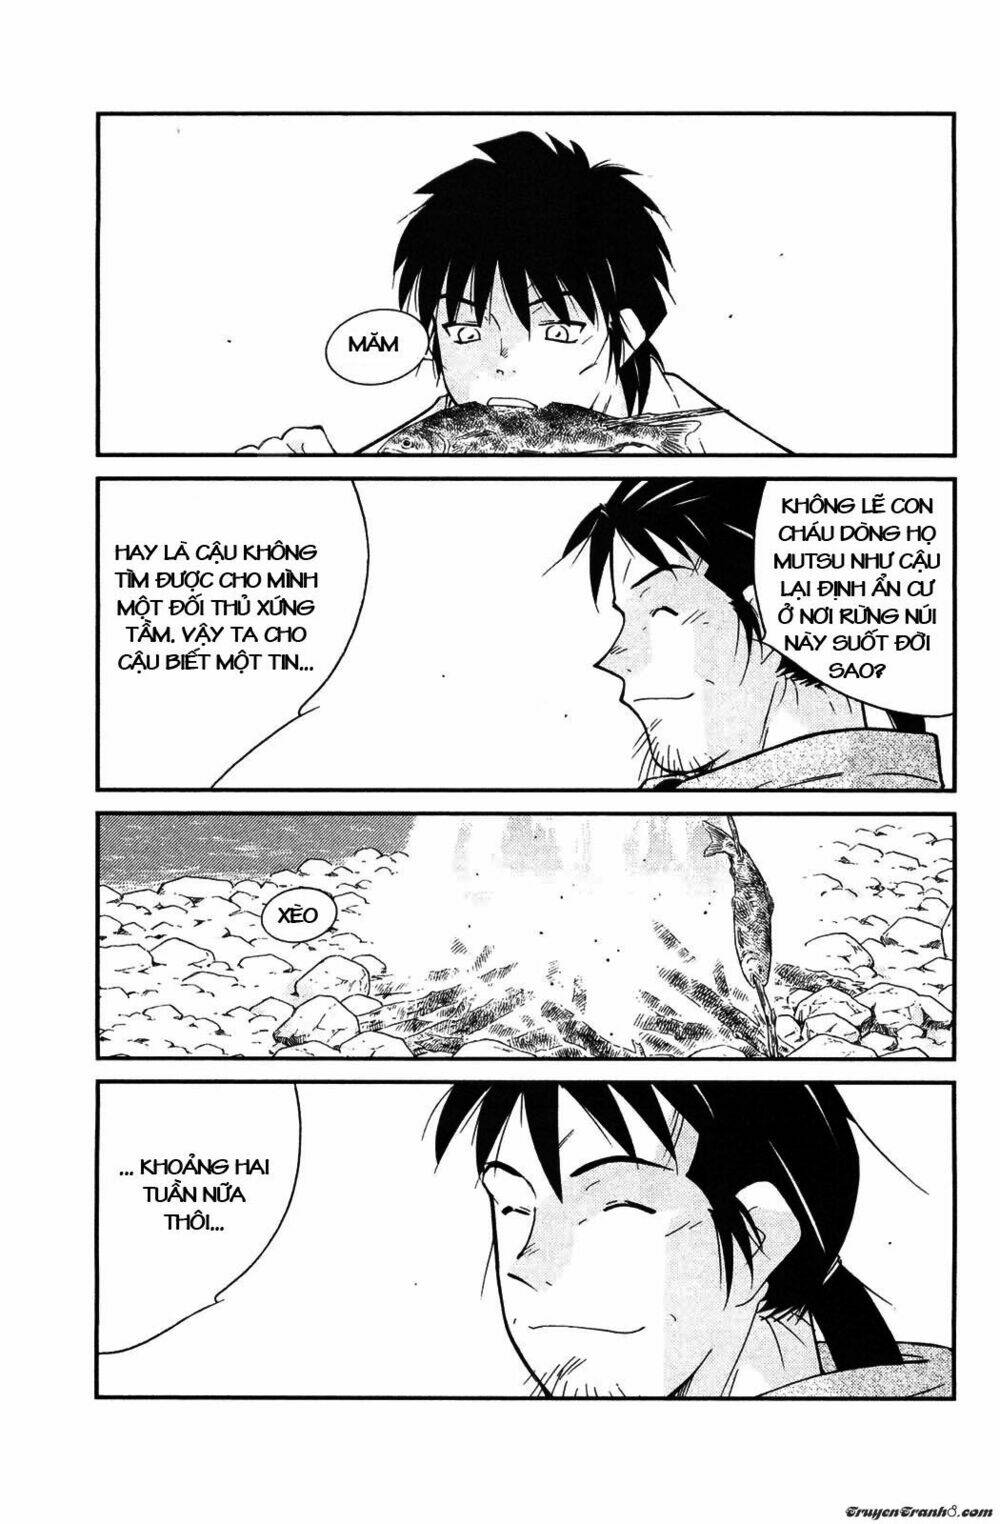 MĂM
KHÔNG LẼ CON
CHÁU DÒNG HỌ
MUTSU NHƯ CẬU
LẠI ĐỊNH ẨN CƯ
Ở NƠI RỪNG NÚI
NÀY SUỐT ĐỜI
SAO?
HAY LÀ CẬU KHÔNG
TÌM ĐƯỢC CHO MÌNH
MỘT ĐỐI THỦ XỨNG
TẦM. VẬY TA CHO
CẬU BIẾT MỘT TIN...
XÈO
... KHOẢNG HAI
TUẦN NỮA
THÔI...
TruyenTranh8.com